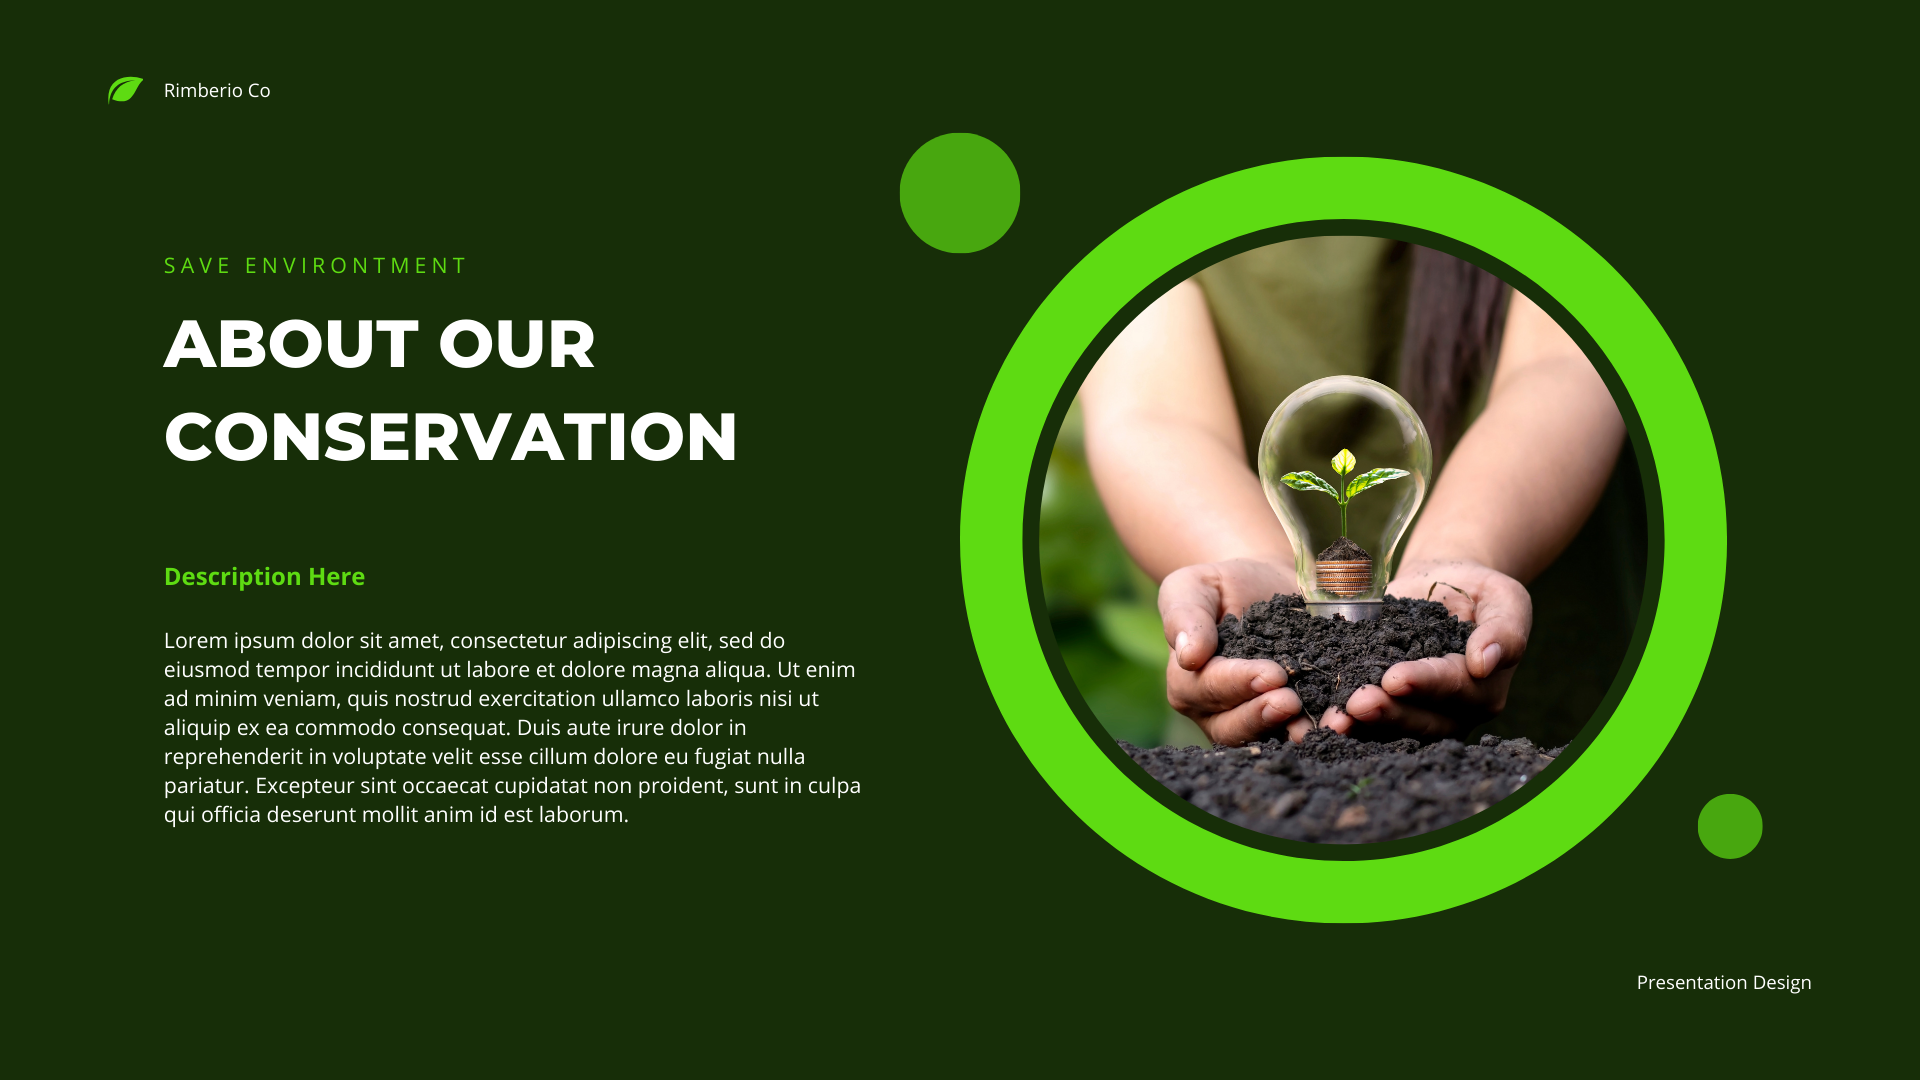 Rimberio Co
SAVE ENVIRONTMENT
ABOUT OUR
CONSERVATION
Description Here
Lorem ipsum dolor sit amet, consectetur adipiscing elit, sed do
eiusmod tempor incididunt ut labore et dolore magna aliqua. Ut enim
ad minim veniam, quis nostrud exercitation ullamco laboris nisi ut
aliquip ex ea commodo consequat. Duis aute irure dolor in
reprehenderit in voluptate velit esse cillum dolore eu fugiat nulla
pariatur. Excepteur sint occaecat cupidatat non proident, sunt in culpa
qui officia deserunt mollit anim id est laborum.
Presentation Design